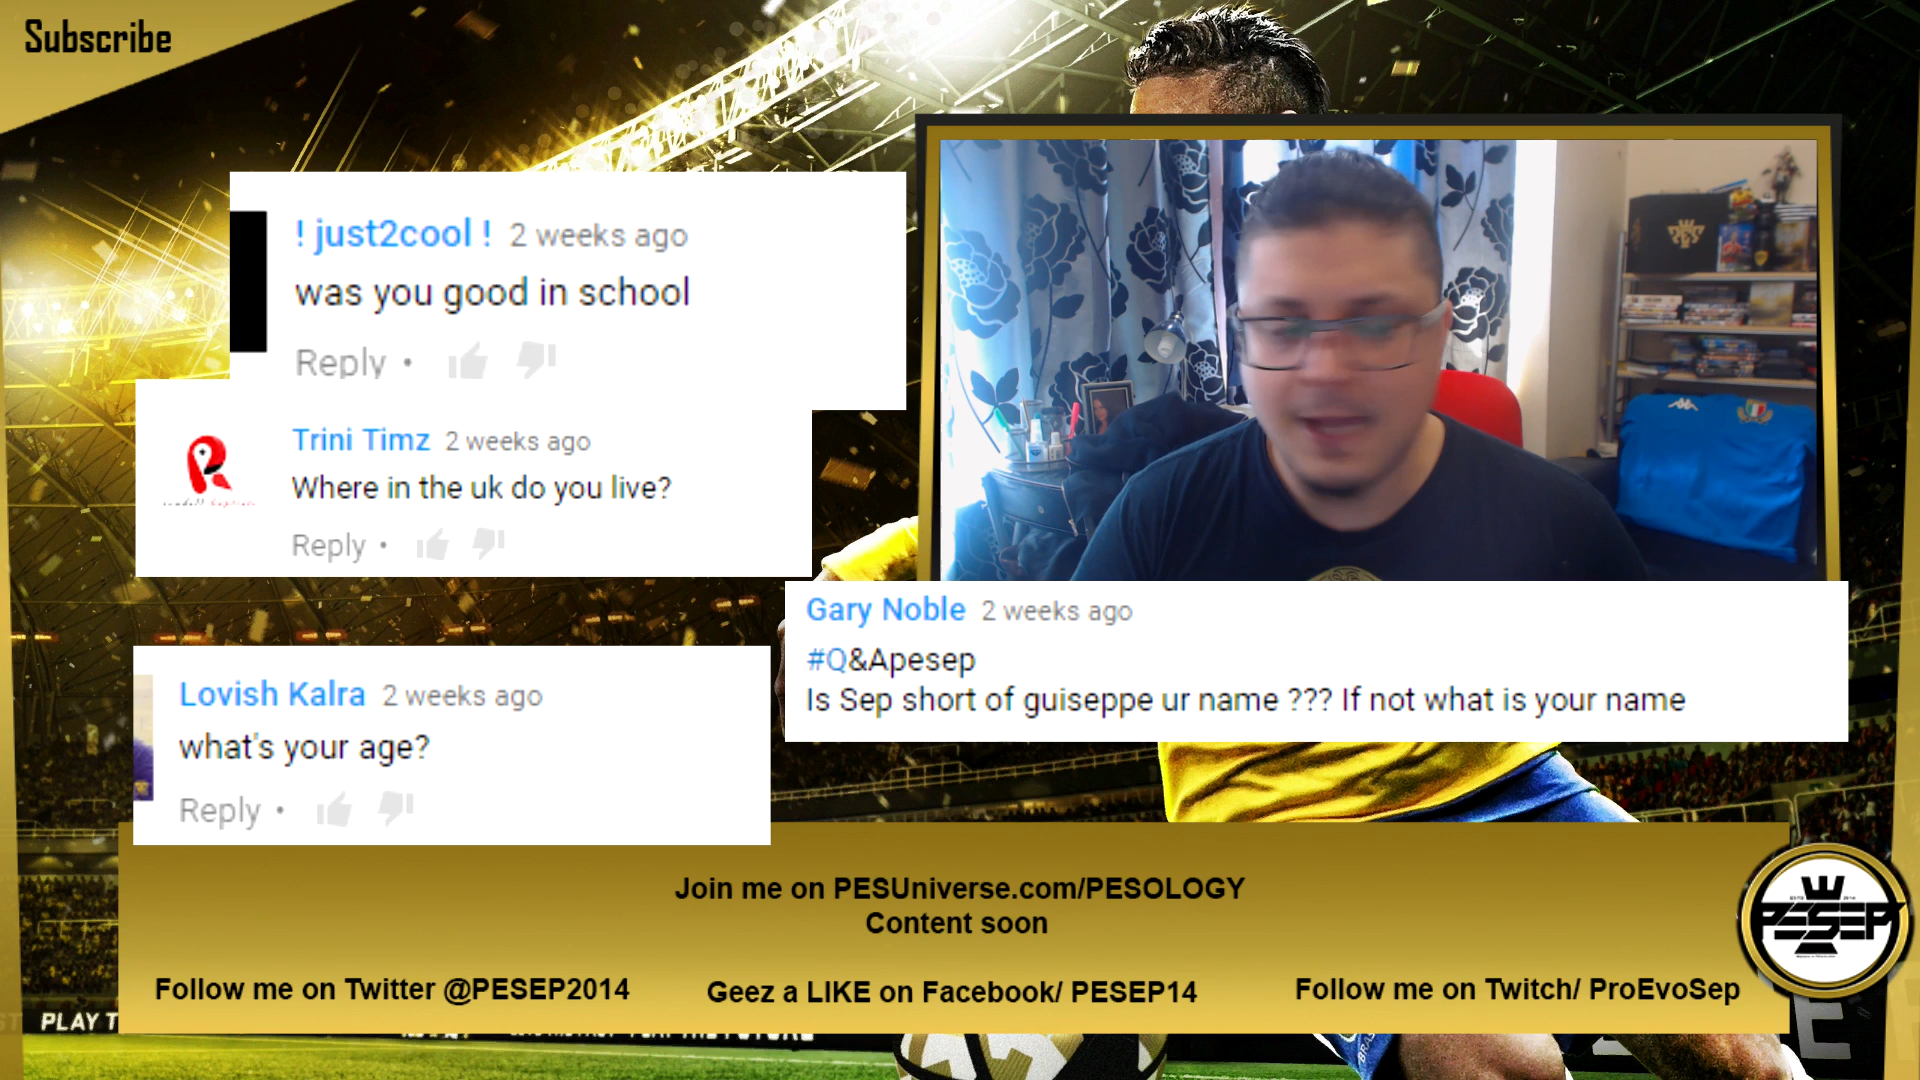 Subscribe
! just2cool ! 2 weeks ago
was you good in school
Reply •
Trini Timz 2 weeks ago
Where in the uk do you live?
Reply •
Gary Noble 2 weeks ago
#Q&Apesep
Is Sep short of guiseppe ur name ??? If not what is your name
Lovish Kalra 2 weeks ago
what's your age?
Reply •
Join me on PESUniverse.com/PESOLOGY
Content soon
Follow me on Twitter @PESEP2014
Geez a LIKE on Facebook/ PESEP14
Follow me on Twitch/ ProEvoSep
PESEP
PLAY T